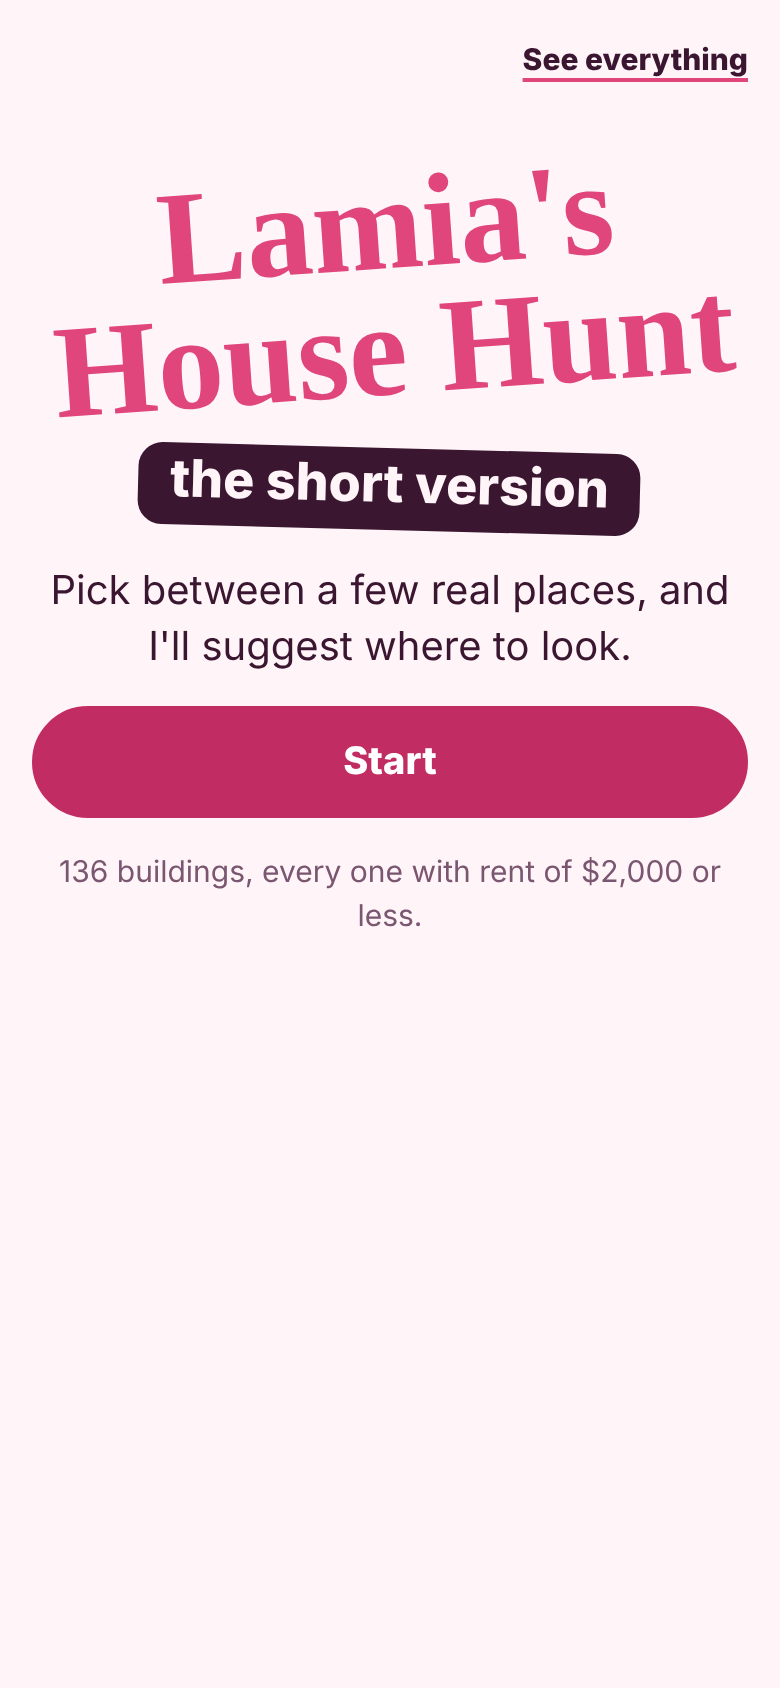 See everything
Lamia's
House Hunt
the short version
Pick between a few real places, and
I'll suggest where to look.
Start
136 buildings, every one with rent of $2,000 or
less.